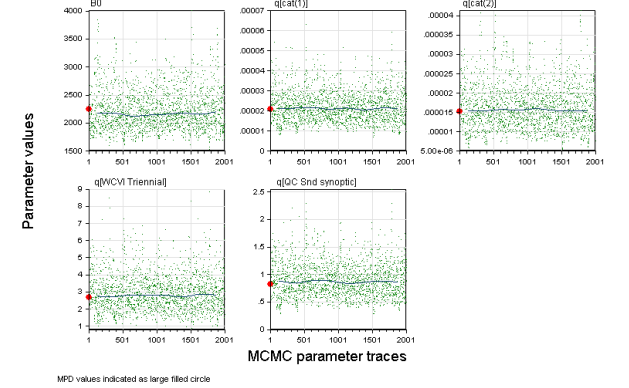 B0
q[cat(1)]
q[cat(2)]
4000
3500
3000
2500
2000
1500
.00007
.00006
.00005
.00004
.00003
.00002
.00001
0
.00004
.000035
.00003
.000025
.00002
.000015
.00001
5.00e-06
1 501 1001 1501 2001
1 501 1001 1501 2001
1 501 1001 1501 2001
Parameter values
q[WCVI Triennial]
q[QC Snd synoptic]
9
8
7
6
5
4
3
2
1
2.5
2
1.5
1
.5
0
1 501 1001 1501 2001
1 501 1001 1501 2001
MCMC parameter traces
MPD values indicated as large filled circle